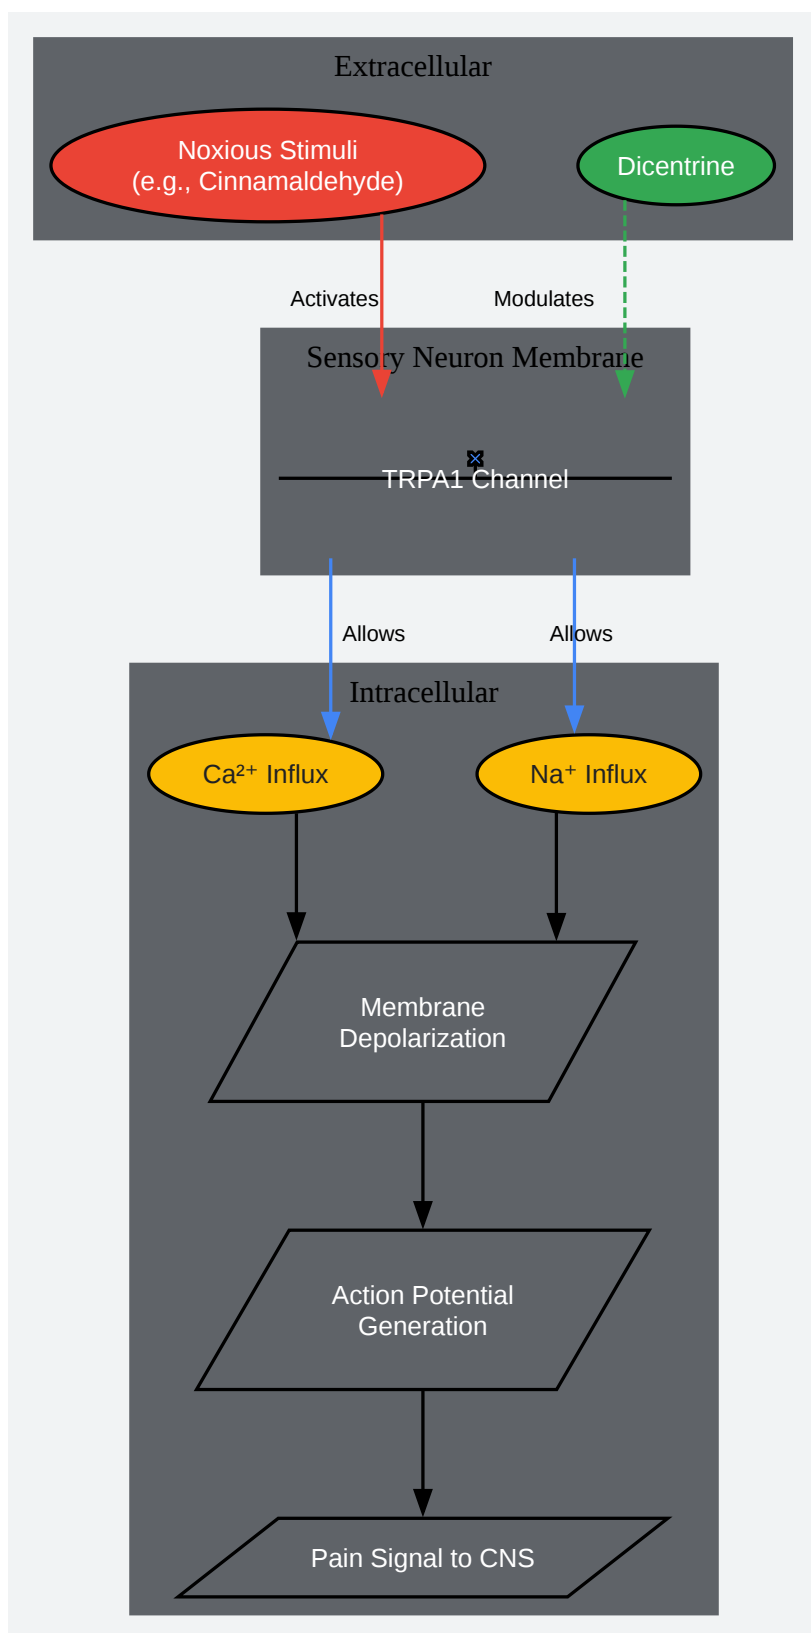 Extracellular
Noxious Stimuli
(e.g., Cinnamaldehyde)
Dicentrine
Activates
Modulates
Sensory Neuron Membrane
TRPA1 Channel
Allows
Allows
Intracellular
Ca²⁺ Influx
Na⁺ Influx
Membrane
Depolarization
Action Potential
Generation
Pain Signal to CNS